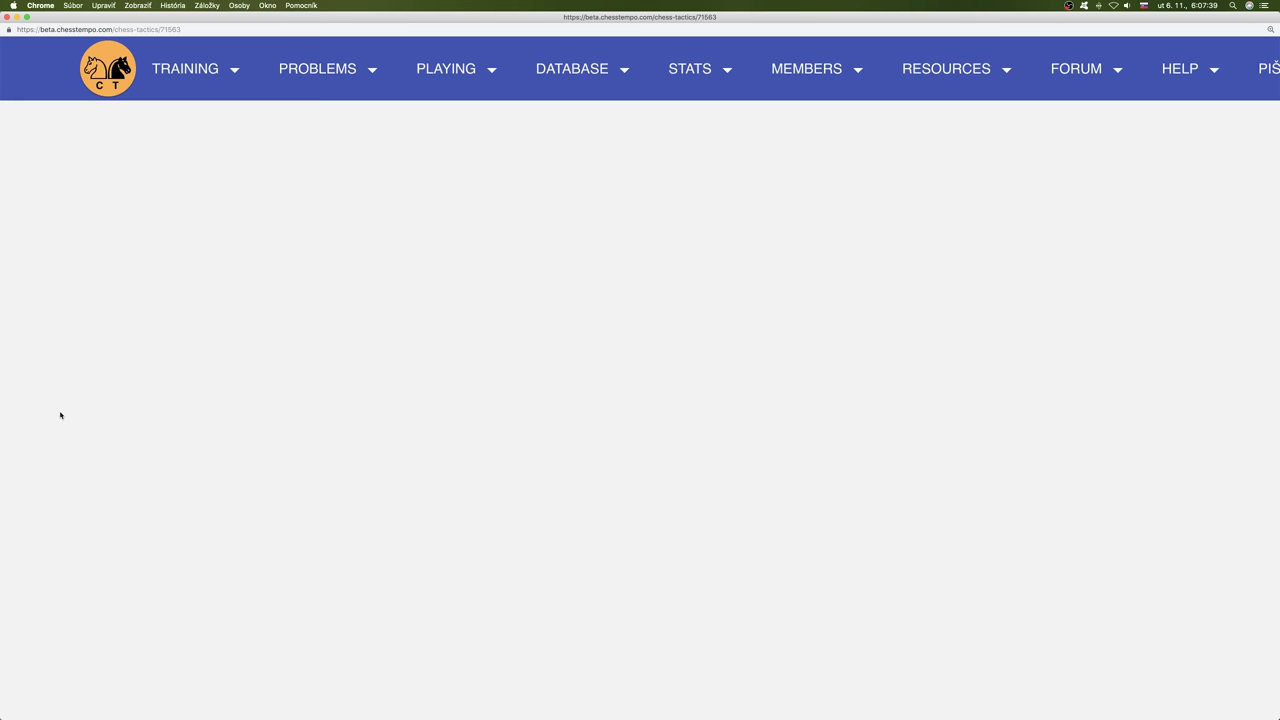 Chrome Súbor Upraviť Zobraziť História Záložky Osoby Okno Pomocník ut 6. 11., 6:07:39
https://beta.chesstempo.com/chess-tactics/71563
https://beta.chesstempo.com/chess-tactics/71563
C T TRAINING PROBLEMS PLAYING DATABASE STATS MEMBERS RESOURCES FORUM HELP PIŠ